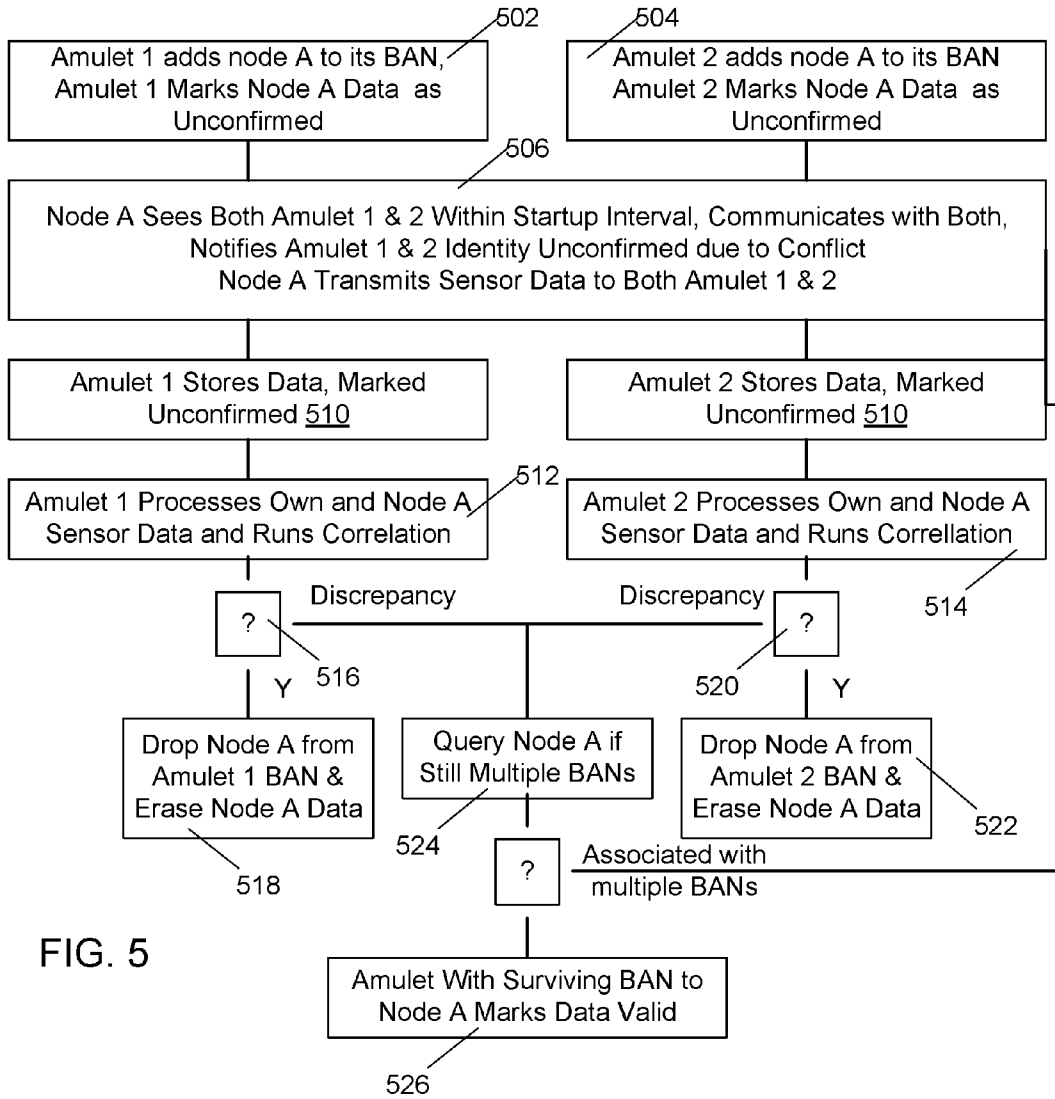 502
504
Amulet 1 adds node A to its BAN,
Amulet 1 Marks Node A Data as
Unconfirmed
Amulet 2 adds node A to its BAN
Amulet 2 Marks Node A Data as
Unconfirmed
506
Node A Sees Both Amulet 1 & 2 Within Startup Interval, Communicates with Both,
Notifies Amulet 1 & 2 Identity Unconfirmed due to Conflict
Node A Transmits Sensor Data to Both Amulet 1 & 2
Amulet 1 Stores Data, Marked
Unconfirmed 510
Amulet 2 Stores Data, Marked
Unconfirmed 510
512
Amulet 1 Processes Own and Node A
Sensor Data and Runs Correlation
Amulet 2 Processes Own and Node A
Sensor Data and Runs Correllation
514
?
Discrepancy
Discrepancy
?
516
520
Y
Y
Drop Node A from
Amulet 1 BAN &
Erase Node A Data
Query Node A if
Still Multiple BANs
Drop Node A from
Amulet 2 BAN &
Erase Node A Data
518
524
522
?
Associated with
multiple BANs
FIG. 5
Amulet With Surviving BAN to
Node A Marks Data Valid
526